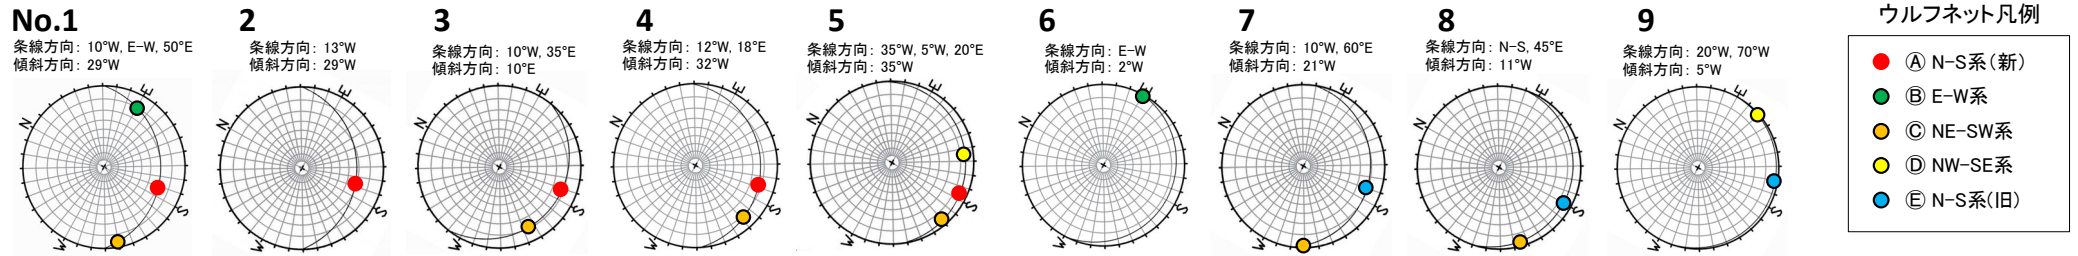 No.1
条線方向: 10°W, E-W, 50°E
傾斜方向: 29°W
N
E
S
W
2
条線方向: 13°W
傾斜方向: 29°W
N
E
S
W
3
条線方向: 10°W, 35°E
傾斜方向: 10°E
N
E
S
W
4
条線方向: 12°W, 18°E
傾斜方向: 32°W
N
E
S
W
5
条線方向: 35°W, 5°W, 20°E
傾斜方向: 35°W
N
E
S
W
6
条線方向: E-W
傾斜方向: 2°W
N
E
S
W
7
条線方向: 10°W, 60°E
傾斜方向: 21°W
N
E
S
W
8
条線方向: N-S, 45°E
傾斜方向: 11°W
N
E
S
W
9
条線方向: 20°W, 70°W
傾斜方向: 5°W
N
E
S
W
ウルフネット凡例
Ⓐ N-S系(新)
Ⓑ E-W系
Ⓒ NE-SW系
Ⓓ NW-SE系
Ⓔ N-S系(旧)